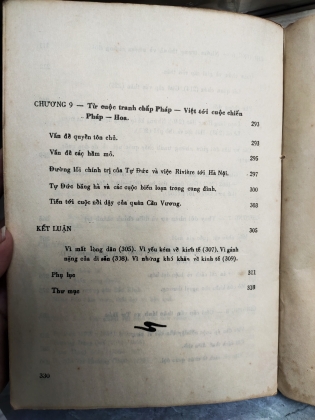 CHƯƠNG 9 — Từ cuộc tranh chấp Pháp — Việt tới cuộc chiến
Pháp — Hoa. 293
Vấn đề quyền tôn chủ. 293
Vấn đề các hầm mỏ. 295
Đường lối chính trị của Tự Đức và việc Rivière tới Hà Nội. 297
Tự Đức băng hà và các cuộc biến loạn trong cung đình. 300
Tiến tới cuộc nổi dậy của quân Cần Vương. 303
KẾT LUẬN 305
Vì mất lòng dân (305). Vì yếu kém về kinh tế (307). Vì gánh
nặng của di sản (308). Vì những khó khăn về kinh tế (309).
Phụ lục 311
Thư mục 319
330